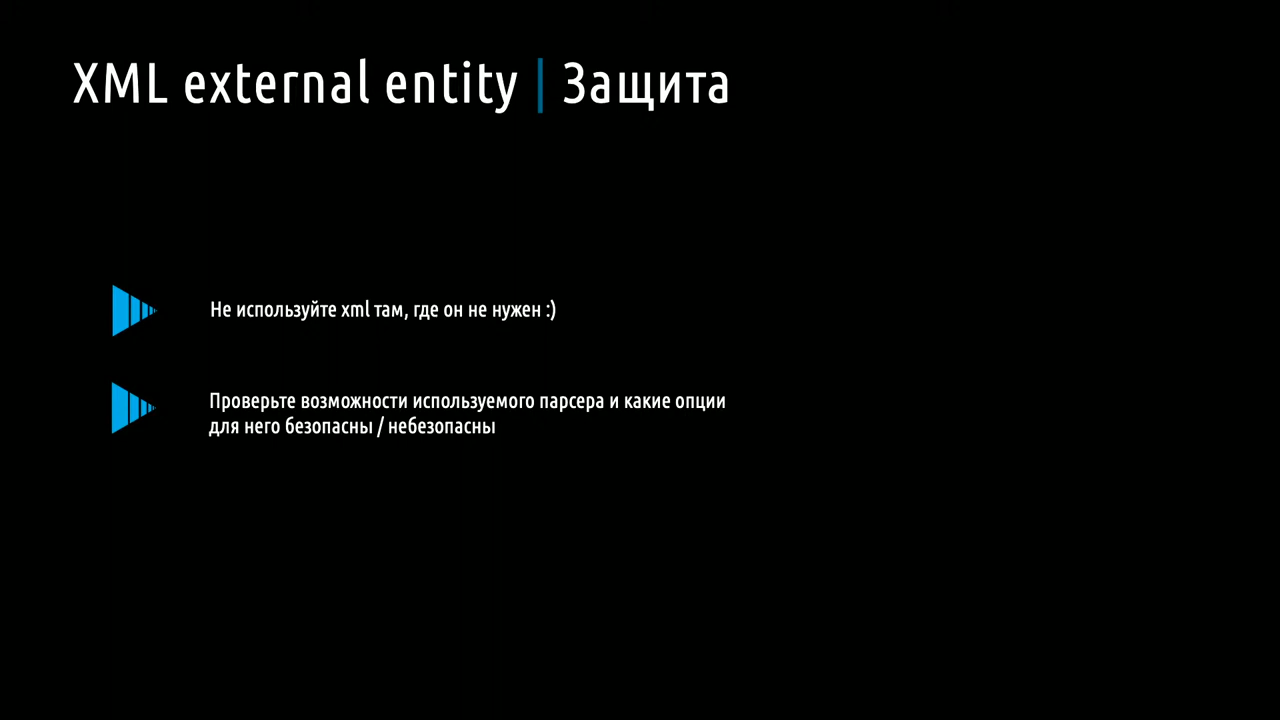 XML external entity | Защита
Не используйте xml там, где он не нужен :)
Проверьте возможности используемого парсера и какие опции
для него безопасны / небезопасны